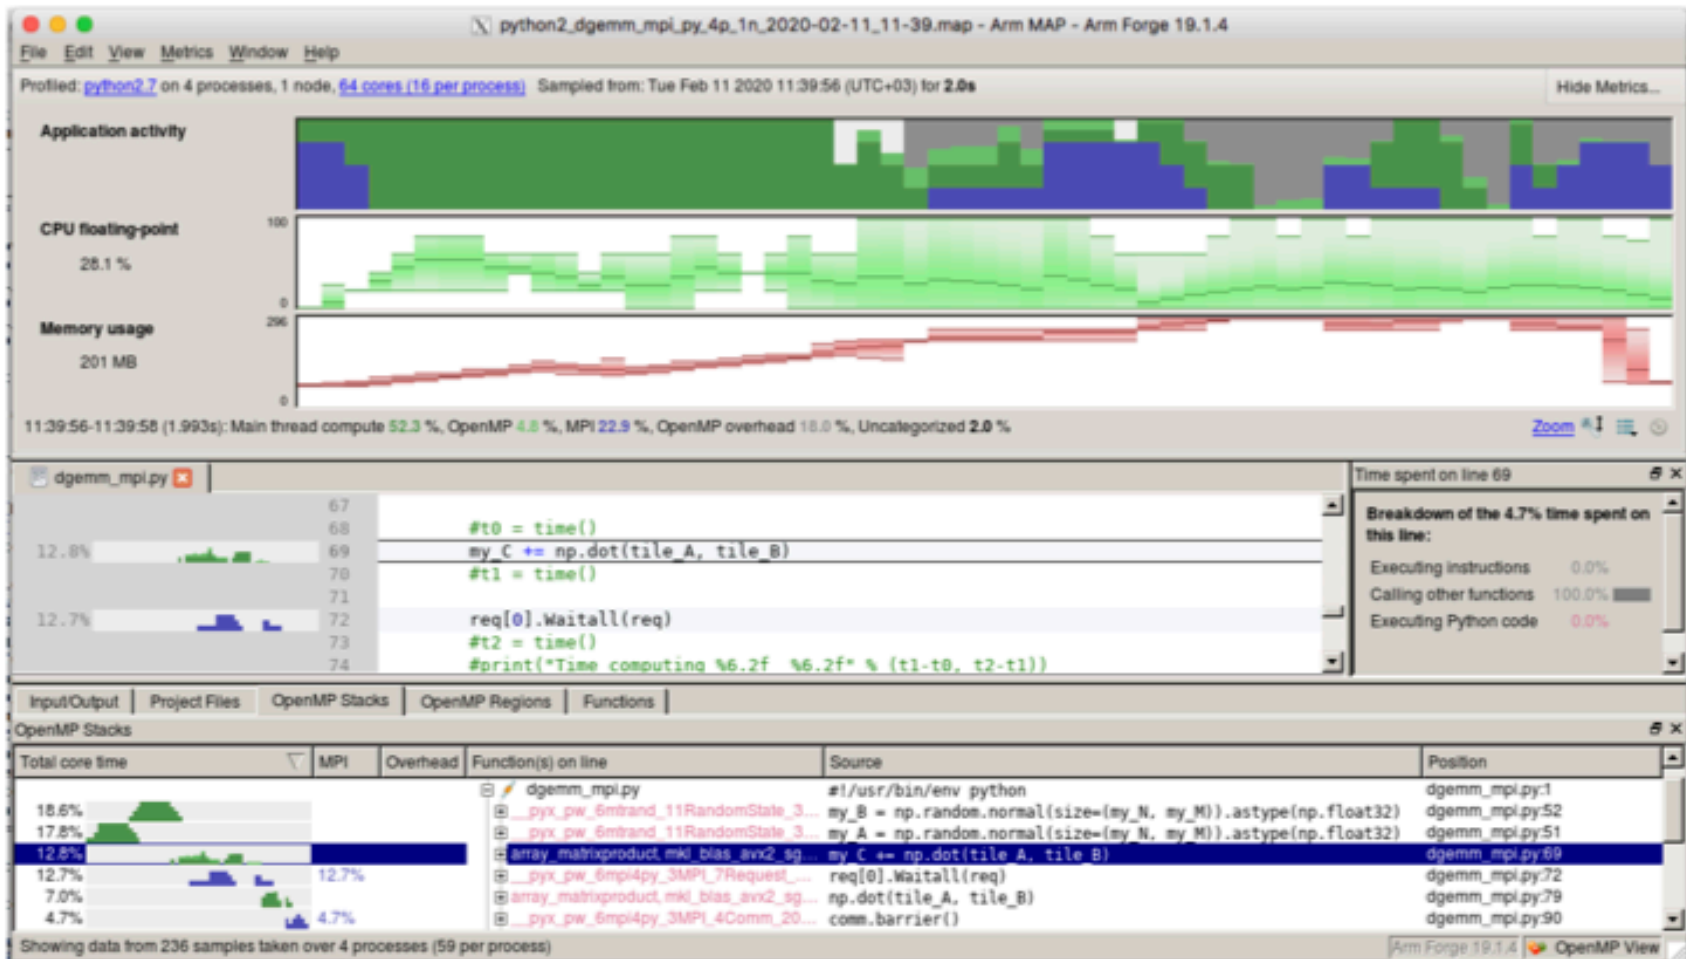 X python2_dgemm_mpi_py_4p_1n_2020-02-11_11-39.map - Arm MAP - Arm Forge 19.1.4
File Edit View Metrics Window Help
Profiled: python2.7 on 4 processes, 1 node, 64 cores (16 per process) Sampled from: Tue Feb 11 2020 11:39:56 (UTC+03) for 2.0s Hide Metrics...
Application activity
CPU floating-point 100
28.1 %
0
Memory usage 296
201 MB
0
11:39:56-11:39:58 (1.993s): Main thread compute 52.3 %, OpenMP 4.8 %, MPI 22.9 %, OpenMP overhead 18.0 %, Uncategorized 2.0 % Zoom
dgemm_mpi.py Time spent on line 69
67
68 #t0 = time()
12.8% 69 my_C += np.dot(tile_A, tile_B)
70 #t1 = time()
71
12.7% 72 req[0].Waitall(req)
73 #t2 = time()
74 #print("Time computing %6.2f %6.2f" % (t1-t0, t2-t1))
Breakdown of the 4.7% time spent on
this line:
Executing instructions 0.0%
Calling other functions 100.0%
Executing Python code 0.0%
Input/Output Project Files OpenMP Stacks OpenMP Regions Functions
OpenMP Stacks
Total core time MPI Overhead Function(s) on line Source Position
dgemm_mpi.py #!/usr/bin/env python dgemm_mpi.py:1
18.6% __pyx_pw_6mtrand_11RandomState_3... my_B = np.random.normal(size=(my_N, my_M)).astype(np.float32) dgemm_mpi.py:52
17.8% __pyx_pw_6mtrand_11RandomState_3... my_A = np.random.normal(size=(my_N, my_M)).astype(np.float32) dgemm_mpi.py:51
12.8% array_matrixproduct, mkl_blas_avx2_sg... my_C += np.dot(tile_A, tile_B) dgemm_mpi.py:69
12.7% 12.7% __pyx_pw_6mpi4py_3MPI_7Request_... req[0].Waitall(req) dgemm_mpi.py:72
7.0% array_matrixproduct, mkl_blas_avx2_sg... np.dot(tile_A, tile_B) dgemm_mpi.py:79
4.7% 4.7% __pyx_pw_6mpi4py_3MPI_4Comm_20... comm.barrier() dgemm_mpi.py:90
Showing data from 236 samples taken over 4 processes (59 per process) Arm Forge 19.1.4 OpenMP View